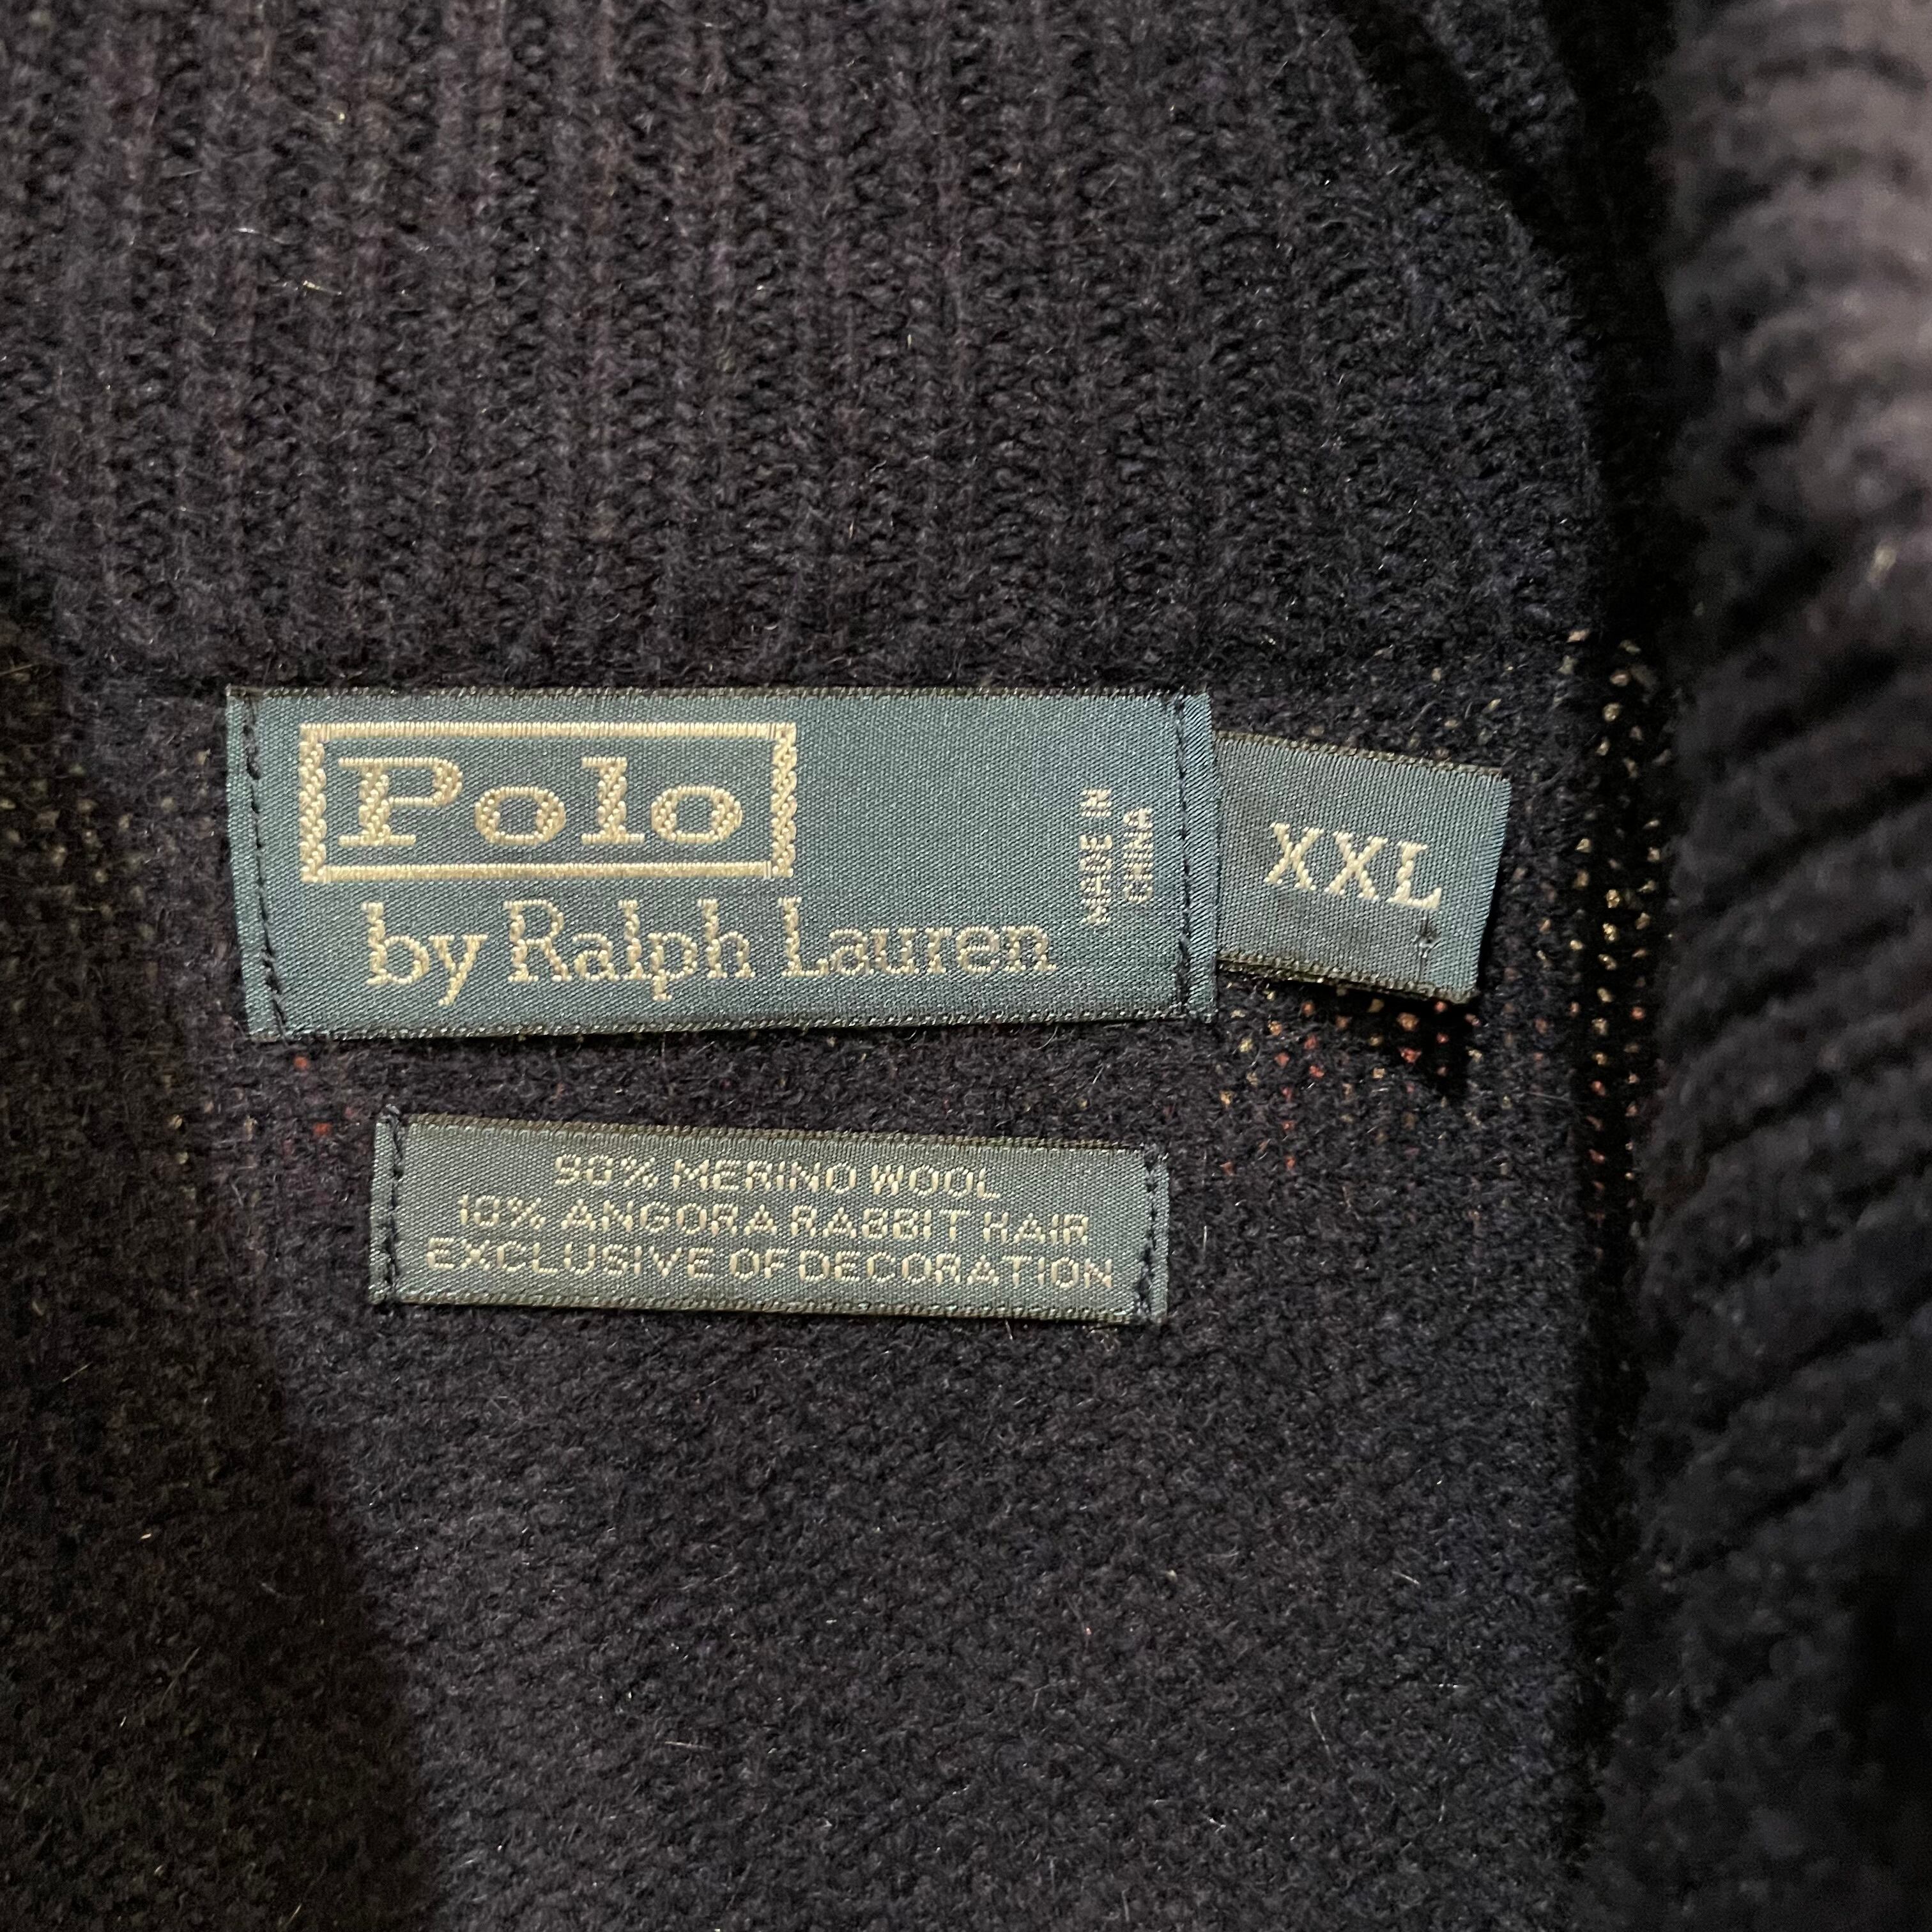 Polo
by Ralph Lauren
MADE IN
CHINA
XXL
90% MERINO WOOL
10% ANGORA RABBIT HAIR
EXCLUSIVE OF DECORATION